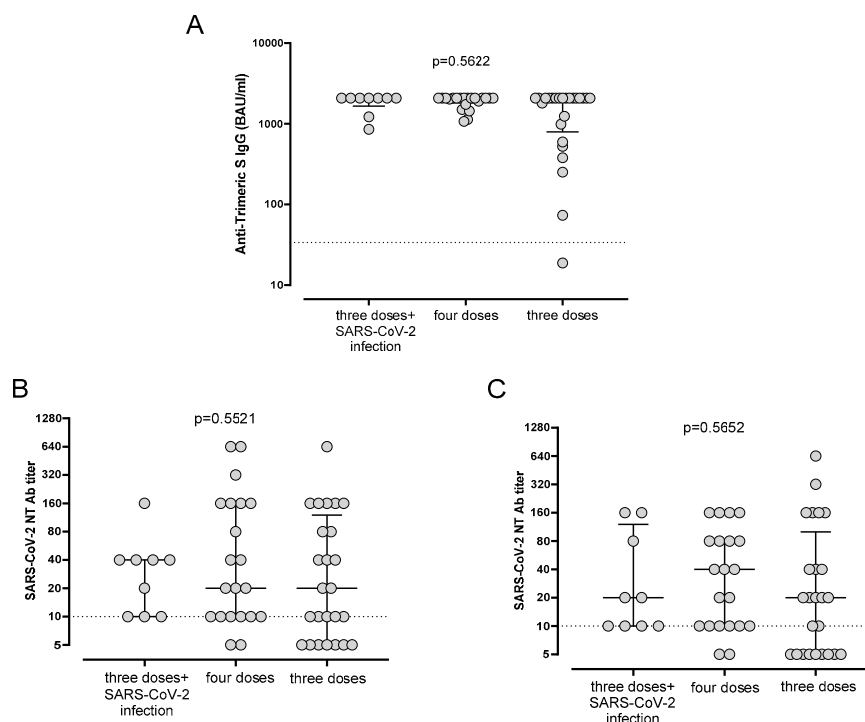 A
10000
p=0.5622
1000
100
10
Anti-Trimeric S IgG (BAU/ml)
three doses+
SARS-CoV-2
infection
four doses
three doses
B
p=0.5521
1280
640
320
160
80
40
20
10
5
SARS-CoV-2 NT Ab titer
three doses+
SARS-CoV-2
infection
four doses
three doses
C
p=0.5652
1280
640
320
160
80
40
20
10
5
SARS-CoV-2 NT Ab titer
three doses+
SARS-CoV-2
infection
four doses
three doses